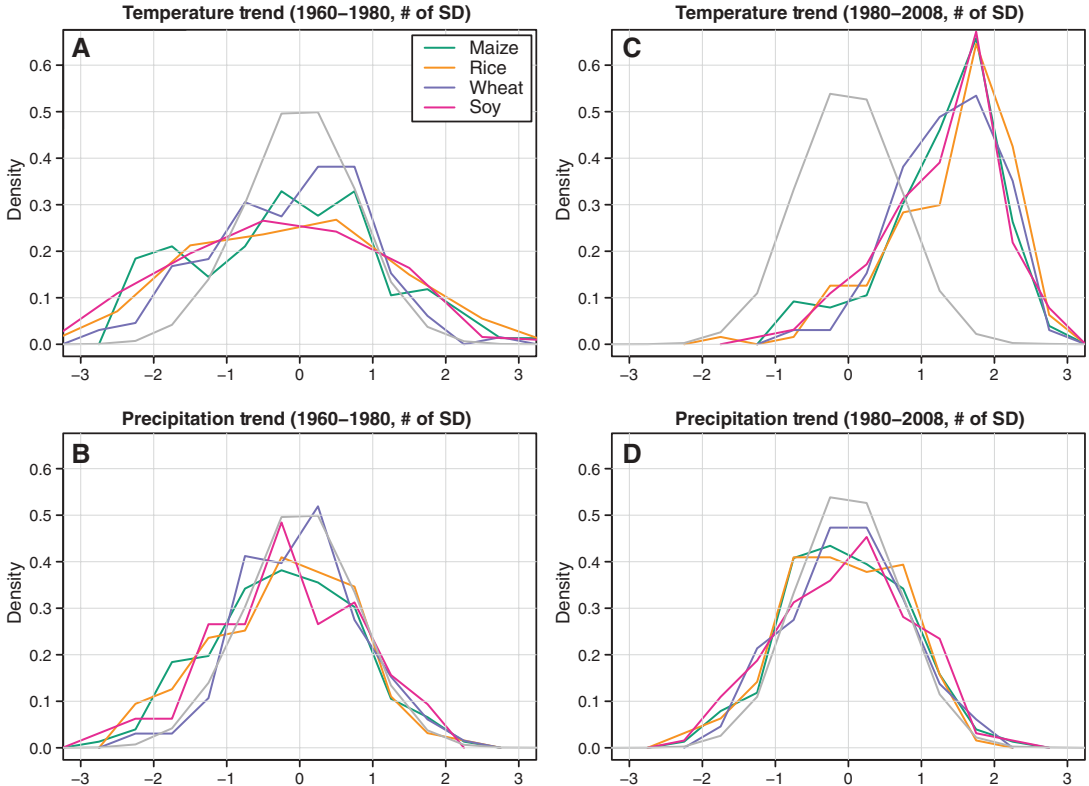 Temperature trend (1960–1980, # of SD)
A
Maize
Rice
Wheat
Soy
Density
0.6
0.5
0.4
0.3
0.2
0.1
0.0
−3 −2 −1 0 1 2 3
Temperature trend (1980–2008, # of SD)
C
Density
0.6
0.5
0.4
0.3
0.2
0.1
0.0
−3 −2 −1 0 1 2 3
Precipitation trend (1960–1980, # of SD)
B
Density
0.6
0.5
0.4
0.3
0.2
0.1
0.0
−3 −2 −1 0 1 2 3
Precipitation trend (1980–2008, # of SD)
D
Density
0.6
0.5
0.4
0.3
0.2
0.1
0.0
−3 −2 −1 0 1 2 3